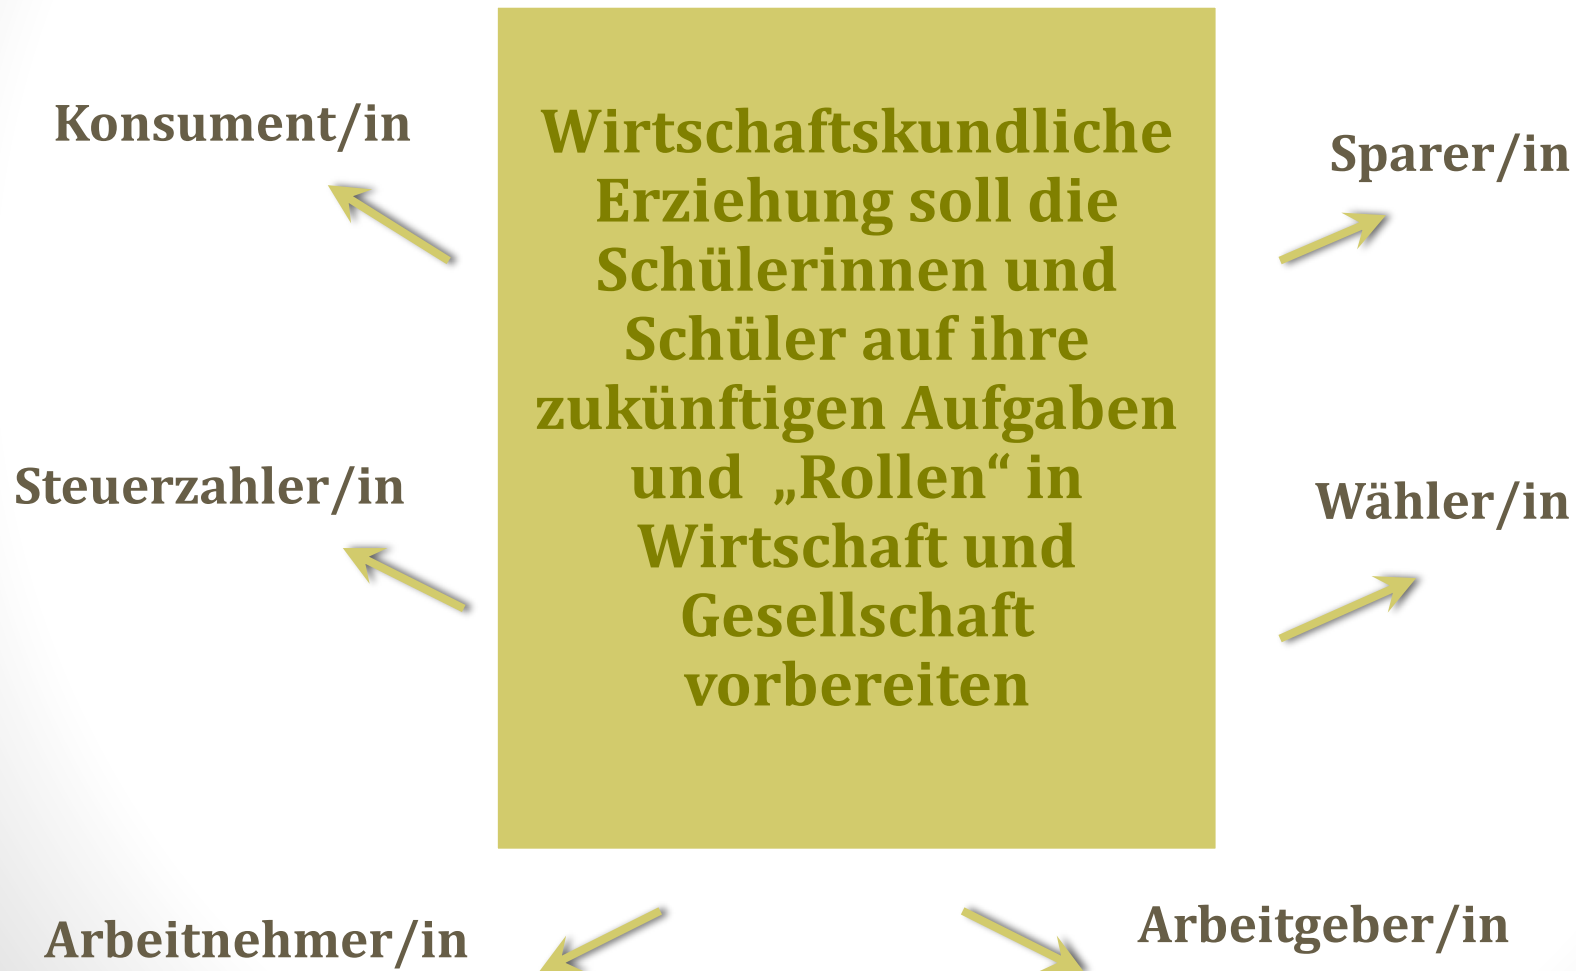 Konsument/in
Wirtschaftskundliche
Erziehung soll die
Schülerinnen und
Schüler auf ihre
zukünftigen Aufgaben
und „Rollen“ in
Wirtschaft und
Gesellschaft
vorbereiten
Sparer/in
Steuerzahler/in
Wähler/in
Arbeitnehmer/in
Arbeitgeber/in